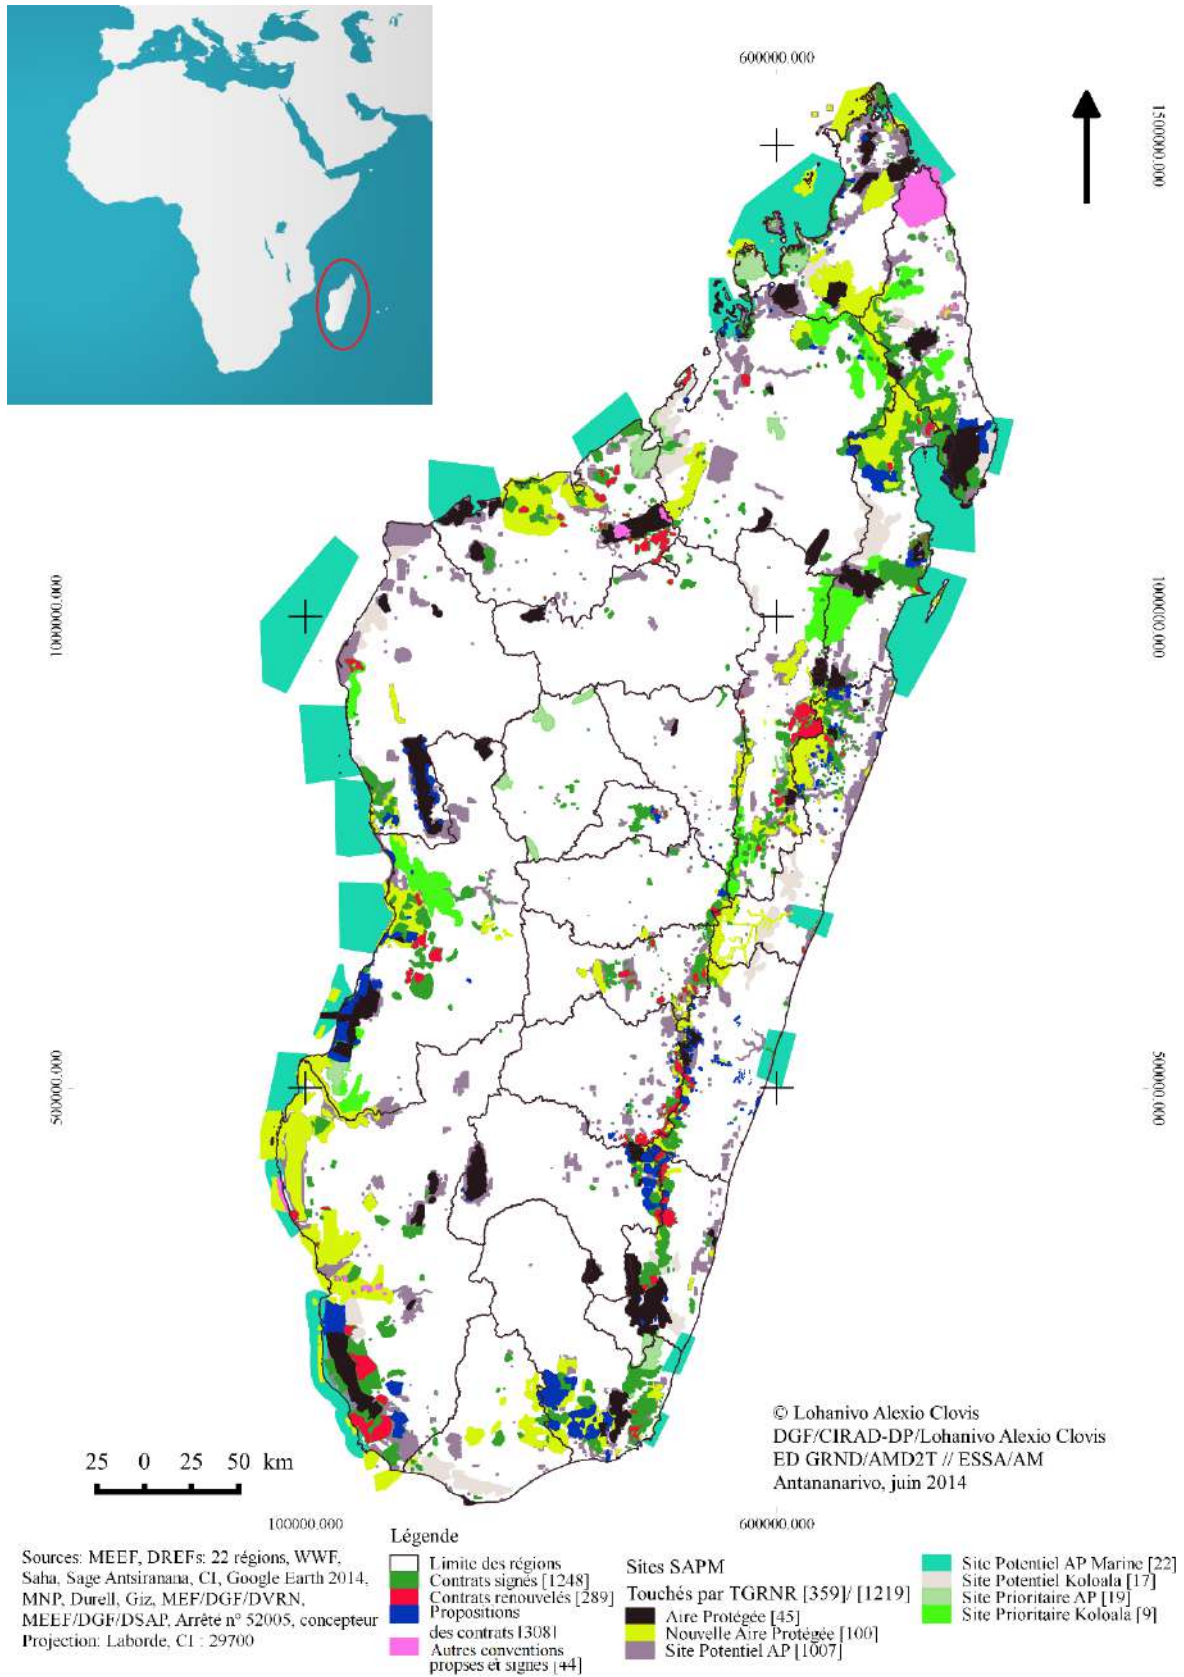 600000.000
1500000.000
1000000.000
1000000.000
500000.000
500000.000
© Lohanivo Alexio Clovis
DGF/CIRAD-DP/Lohanivo Alexio Clovis
ED GRND/AMD2T // ESSA/AM
Antananarivo, juin 2014
25 0 25 50 km
100000.000
600000.000
Sources: MEEF, DREFs: 22 régions, WWF,
Saha, Sage Antsiranana, CI, Google Earth 2014,
MNP, Durell, Giz, MEF/DGF/DVRN,
MEEF/DGF/DSAP, Arrêté n° 52005, concepteur
Projection: Laborde, CI : 29700
Légende
Limite des régions
Contrats signés [1248]
Contrats renouvelés [289]
Propositions
des contrats [308]
Autres conventions
propses et signés [44]
Sites SAPM
Touchés par TGRNR [359]/ [1219]
Aire Protégée [45]
Nouvelle Aire Protégée [100]
Site Potentiel AP [1007]
Site Potentiel AP Marine [22]
Site Potentiel Koloala [17]
Site Prioritaire AP [19]
Site Prioritaire Koloala [9]